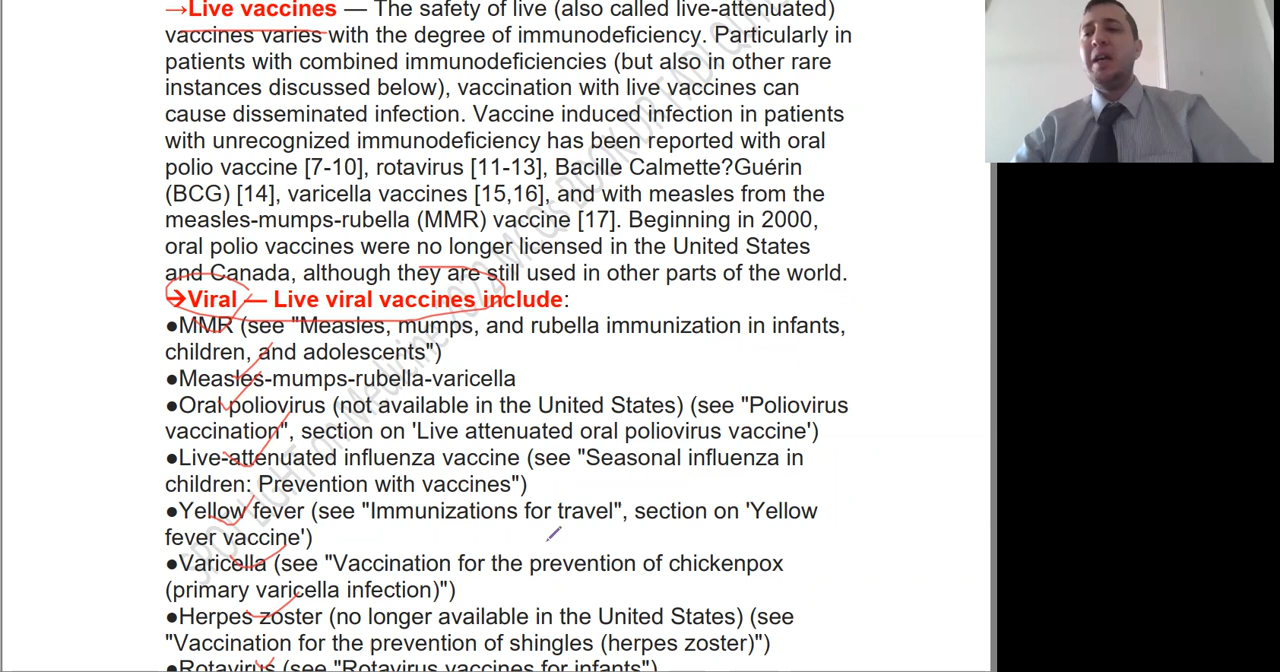 →Live vaccines — The safety of live (also called live-attenuated)
vaccines varies with the degree of immunodeficiency. Particularly in
patients with combined immunodeficiencies (but also in other rare
instances discussed below), vaccination with live vaccines can
cause disseminated infection. Vaccine induced infection in patients
with unrecognized immunodeficiency has been reported with oral
polio vaccine [7-10], rotavirus [11-13], Bacille Calmette?Guérin
(BCG) [14], varicella vaccines [15,16], and with measles from the
measles-mumps-rubella (MMR) vaccine [17]. Beginning in 2000,
oral polio vaccines were no longer licensed in the United States
and Canada, although they are still used in other parts of the world.
→Viral — Live viral vaccines include:
●MMR (see "Measles, mumps, and rubella immunization in infants,
children, and adolescents")
●Measles-mumps-rubella-varicella
●Oral poliovirus (not available in the United States) (see "Poliovirus
vaccination", section on 'Live attenuated oral poliovirus vaccine')
●Live-attenuated influenza vaccine (see "Seasonal influenza in
children: Prevention with vaccines")
●Yellow fever (see "Immunizations for travel", section on 'Yellow
fever vaccine')
●Varicella (see "Vaccination for the prevention of chickenpox
(primary varicella infection)")
●Herpes zoster (no longer available in the United States) (see
"Vaccination for the prevention of shingles (herpes zoster)")
●Rotavirus (see "Rotavirus vaccines for infants")